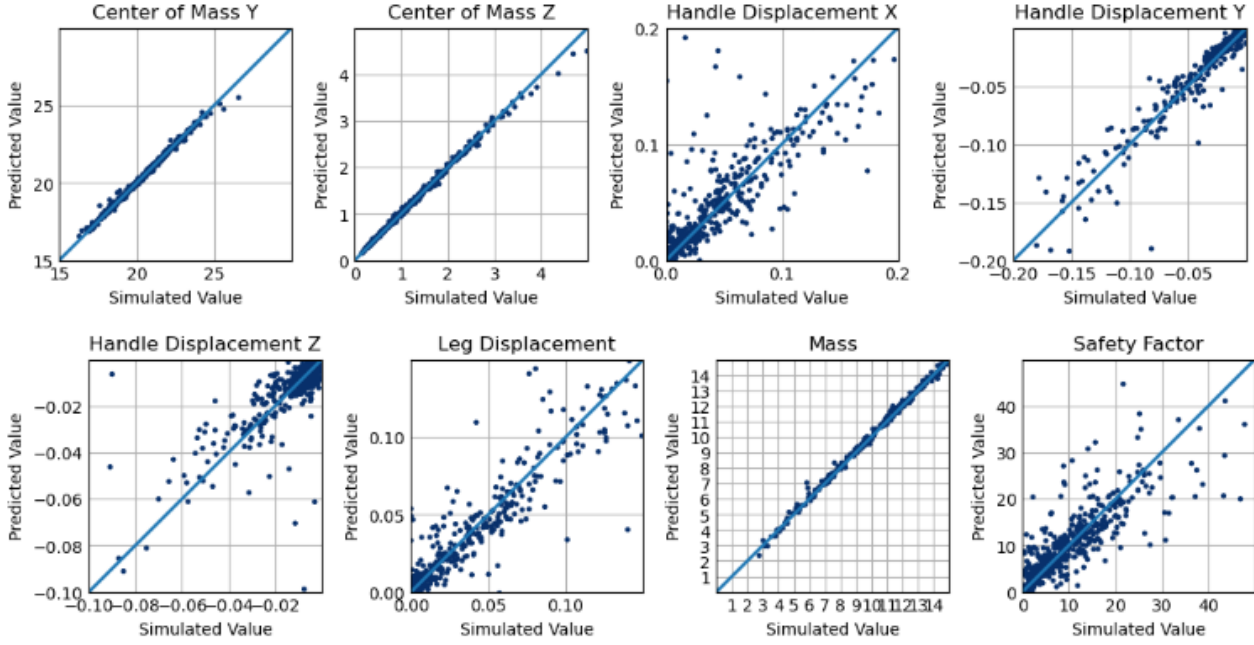 Center of Mass Y
Predicted Value
25
20
15
15
20
25
Simulated Value
Center of Mass Z
Predicted Value
4
3
2
1
0
0
1
2
3
4
5
Simulated Value
Handle Displacement X
Predicted Value
0.2
0.1
0.0
0.0
0.1
0.2
Simulated Value
Handle Displacement Y
Predicted Value
−0.05
−0.10
−0.15
−0.20
−0.20
−0.15
−0.10
−0.05
Simulated Value
Handle Displacement Z
Predicted Value
−0.02
−0.04
−0.06
−0.08
−0.10
−0.10
−0.08
−0.06
−0.04
−0.02
Simulated Value
Leg Displacement
Predicted Value
0.10
0.05
0.00
0.00
0.05
0.10
Simulated Value
Mass
Predicted Value
14
13
12
11
10
9
8
7
6
5
4
3
2
1
1 2 3 4 5 6 7 8 9 10 11 12 13 14
Simulated Value
Safety Factor
Predicted Value
40
30
20
10
0
0
10
20
30
40
Simulated Value